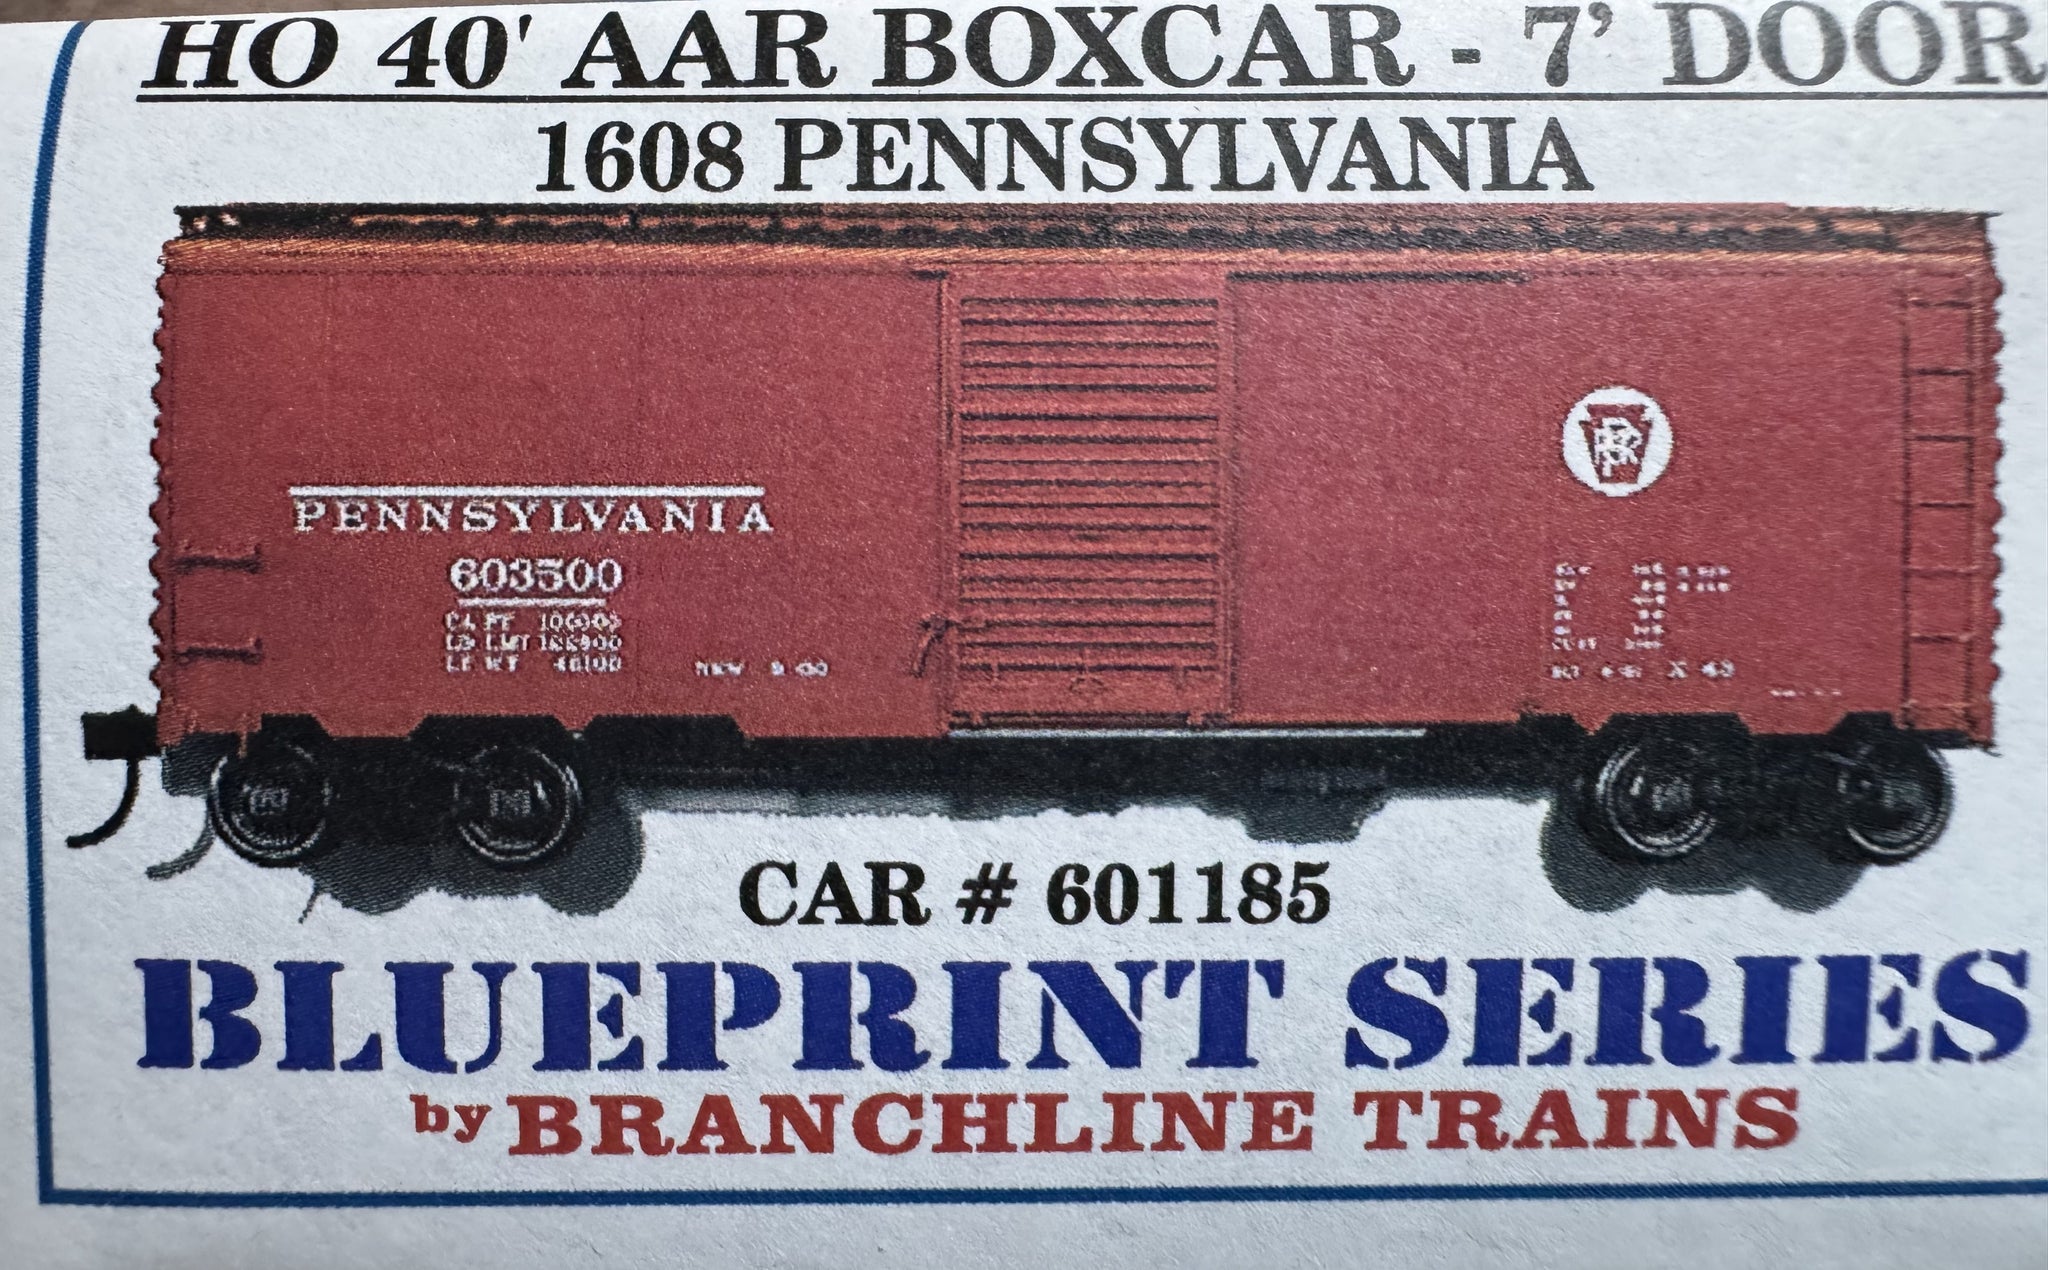 HO 40' AAR BOXCAR - 7' DOOR
1608 PENNSYLVANIA
PENNSYLVANIA
603500
CAR # 601185
BLUEPRINT SERIES
by BRANCHLINE TRAINS